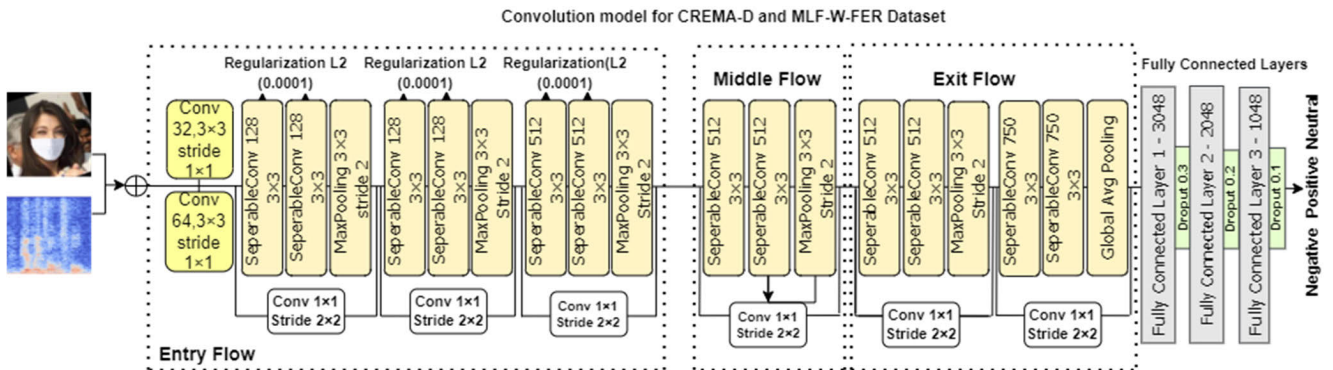 Convolution model for CREMA-D and MLF-W-FER Dataset
Regularization L2
(0.0001)
Regularization L2
(0.0001)
Regularization(L2
(0.0001)
Conv
32,3×3
stride
1×1
Conv
64,3×3
stride
1×1
SeperableConv 128
3×3
SeperableConv 128
3×3
MaxPooling 3×3
stride 2
Conv 1×1
Stride 2×2
SeperableConv 128
3×3
SeperableConv 128
3×3
MaxPooling 3×3
Stride 2
Conv 1×1
Stride 2×2
SeperableConv 512
3×3
SeperableConv 512
3×3
MaxPooling 3×3
Stride 2
Conv 1×1
Stride 2×2
Entry Flow
Middle Flow
SeperableConv 512
3×3
SeperableConv 512
3×3
MaxPooling 3×3
Stride 2
Conv 1×1
Stride 2×2
Exit Flow
SeperableConv 512
3×3
SeperableConv 512
3×3
MaxPooling 3×3
Stride 2
Conv 1×1
Stride 2×2
SeperableConv 750
3×3
SeperableConv 750
3×3
Global Avg Pooling
Conv 1×1
Stride 2×2
Fully Connected Layers
Fully Connected Layer 1 - 3048
Droput 0.3
Fully Connected Layer 2 - 2048
Droput 0.2
Fully Connected Layer 3 - 1048
Droput 0.1
Negative Positive Neutral